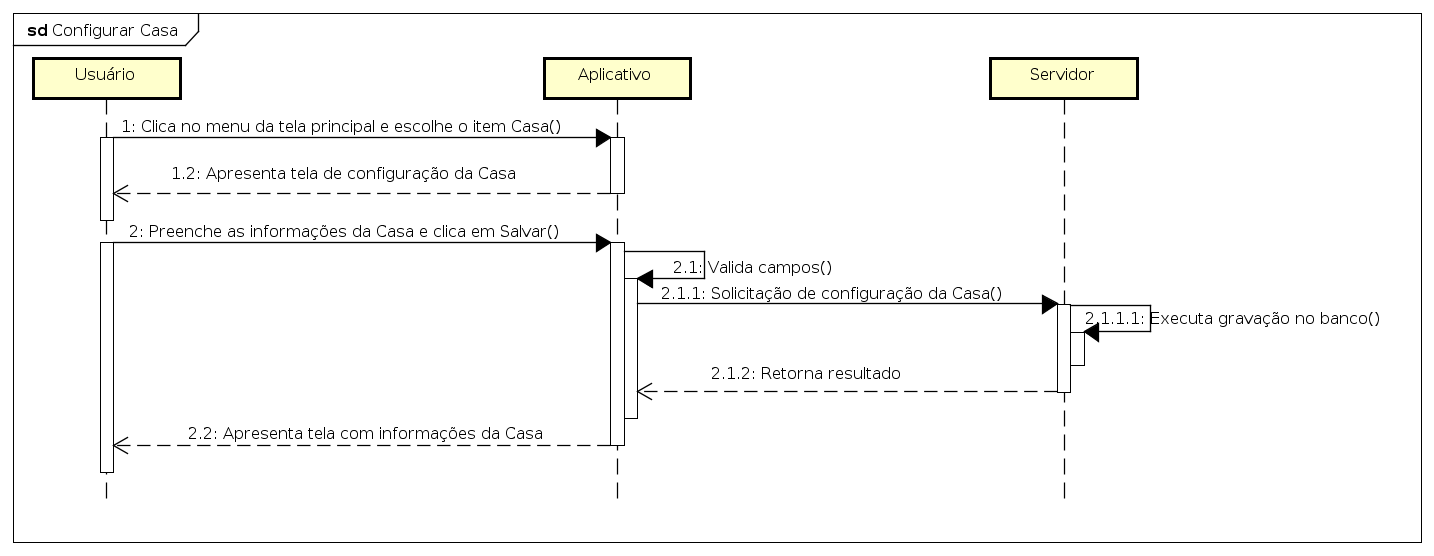 sd Configurar Casa
Usuário
Aplicativo
Servidor
1: Clica no menu da tela principal e escolhe o item Casa()
1.2: Apresenta tela de configuração da Casa
2: Preenche as informações da Casa e clica em Salvar()
2.1: Valida campos()
2.1.1: Solicitação de configuração da Casa()
2.1.1.1: Executa gravação no banco()
2.1.2: Retorna resultado
2.2: Apresenta tela com informações da Casa